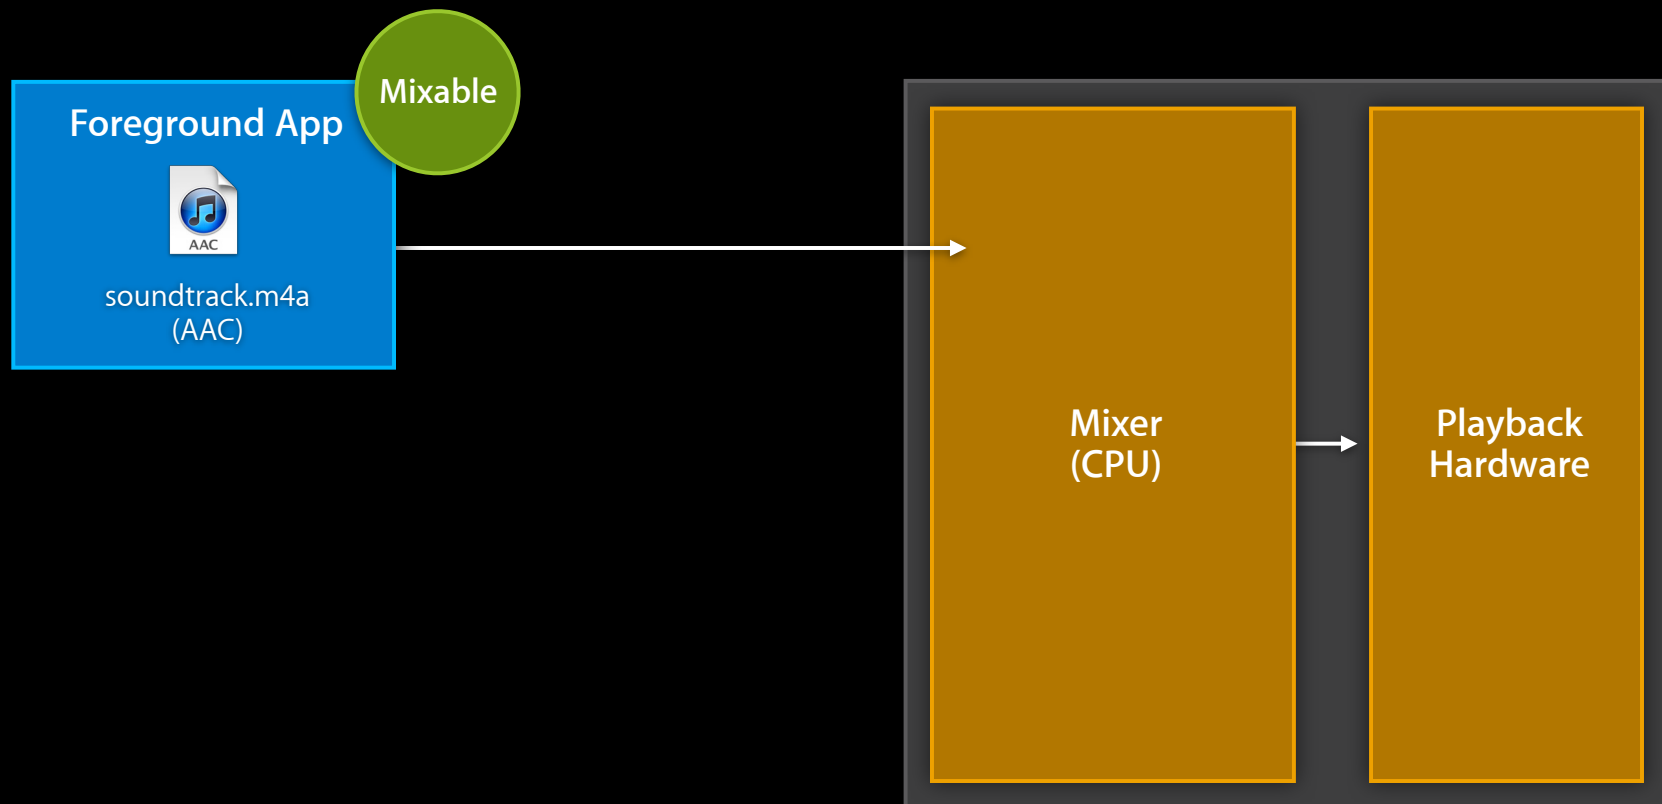 Mixable
Foreground App
AAC
soundtrack.m4a
(AAC)
Mixer
(CPU)
Playback
Hardware